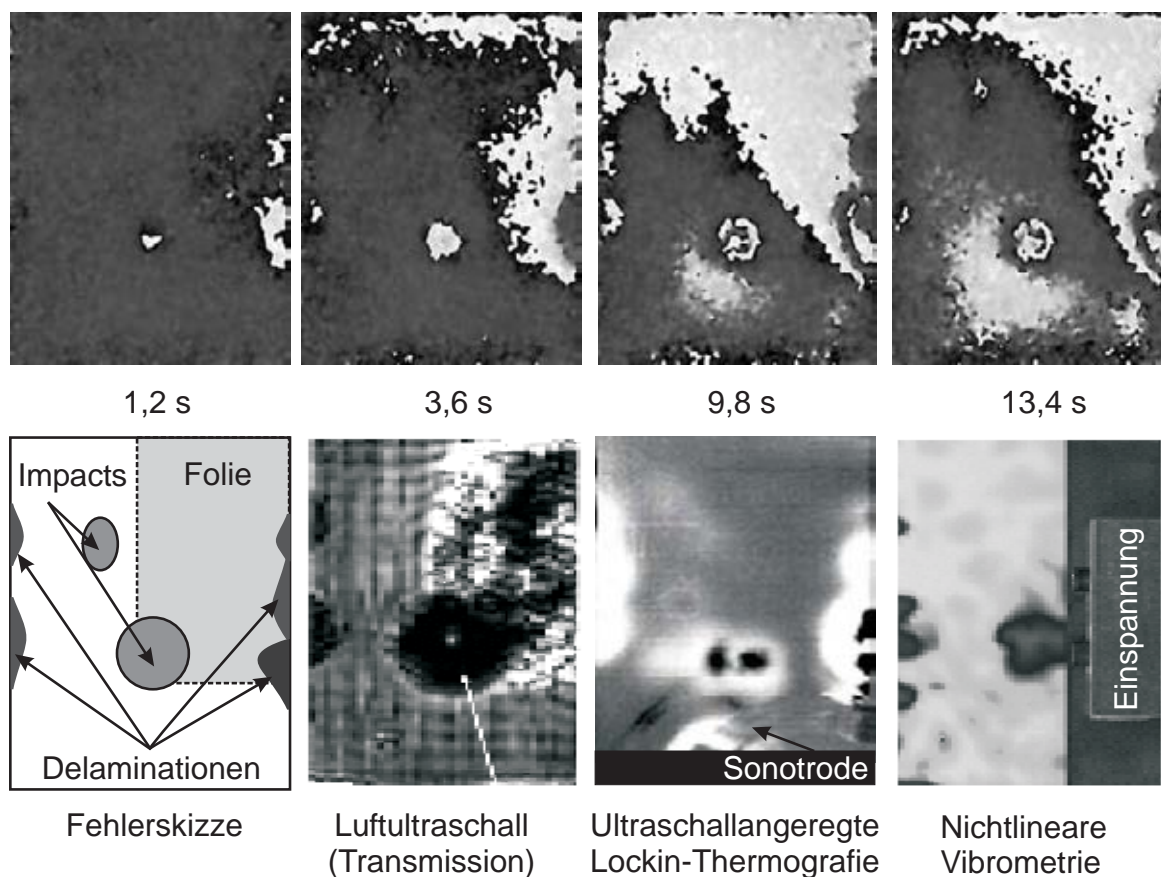 1,2 s
3,6 s
9,8 s
13,4 s
Impacts
Folie
Delaminationen
Sonotrode
Einspannung
Fehlerskizze
Luftultraschall
(Transmission)
Ultraschallangeregte
Lockin-Thermografie
Nichtlineare
Vibrometrie